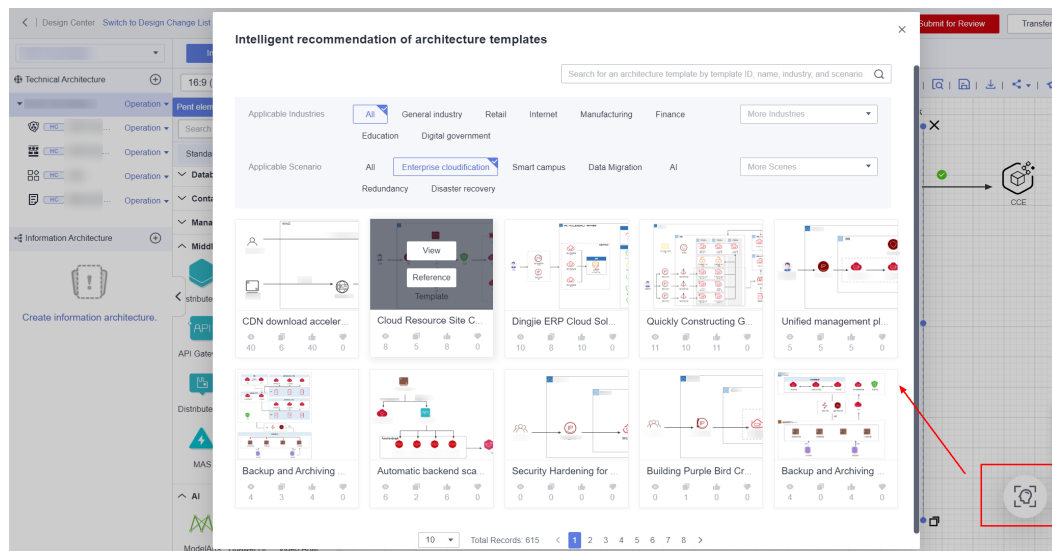 Design Center Switch to Design Change List
Submit for Review
Transfer
Technical Architecture
Operation
HC
Operation
HC
Operation
HC
Operation
HC
Operation
Information Architecture
Create information architecture.
16:9 (
Pent elem
Search
Standa
Datab
Conta
Mana
Middl
stribute
API
API Gatew
Distribute
MAS
AI
ModelArts
Intelligent recommendation of architecture templates
Search for an architecture template by template ID, name, industry, and scenario.
Applicable Industries
All General industry Retail Internet Manufacturing Finance
More Industries
Education Digital government
Applicable Scenario
All Enterprise cloudification Smart campus Data Migration AI
More Scenes
Redundancy Disaster recovery
View
Reference
Template
CDN download acceler...
40 6 40 0
Cloud Resource Site C...
8 5 8 0
Dingjie ERP Cloud Sol...
10 8 10 0
Quickly Constructing G...
11 10 11 0
Unified management pl...
5 5 5 0
Backup and Archiving ...
4 3 4 0
Automatic backend sca...
6 2 6 0
Security Hardening for ...
0 0 0 0
Building Purple Bird Cr...
0 1 0 0
Backup and Archiving ...
4 0 4 0
10 Total Records: 615 < 1 2 3 4 5 6 7 8 >
CCE